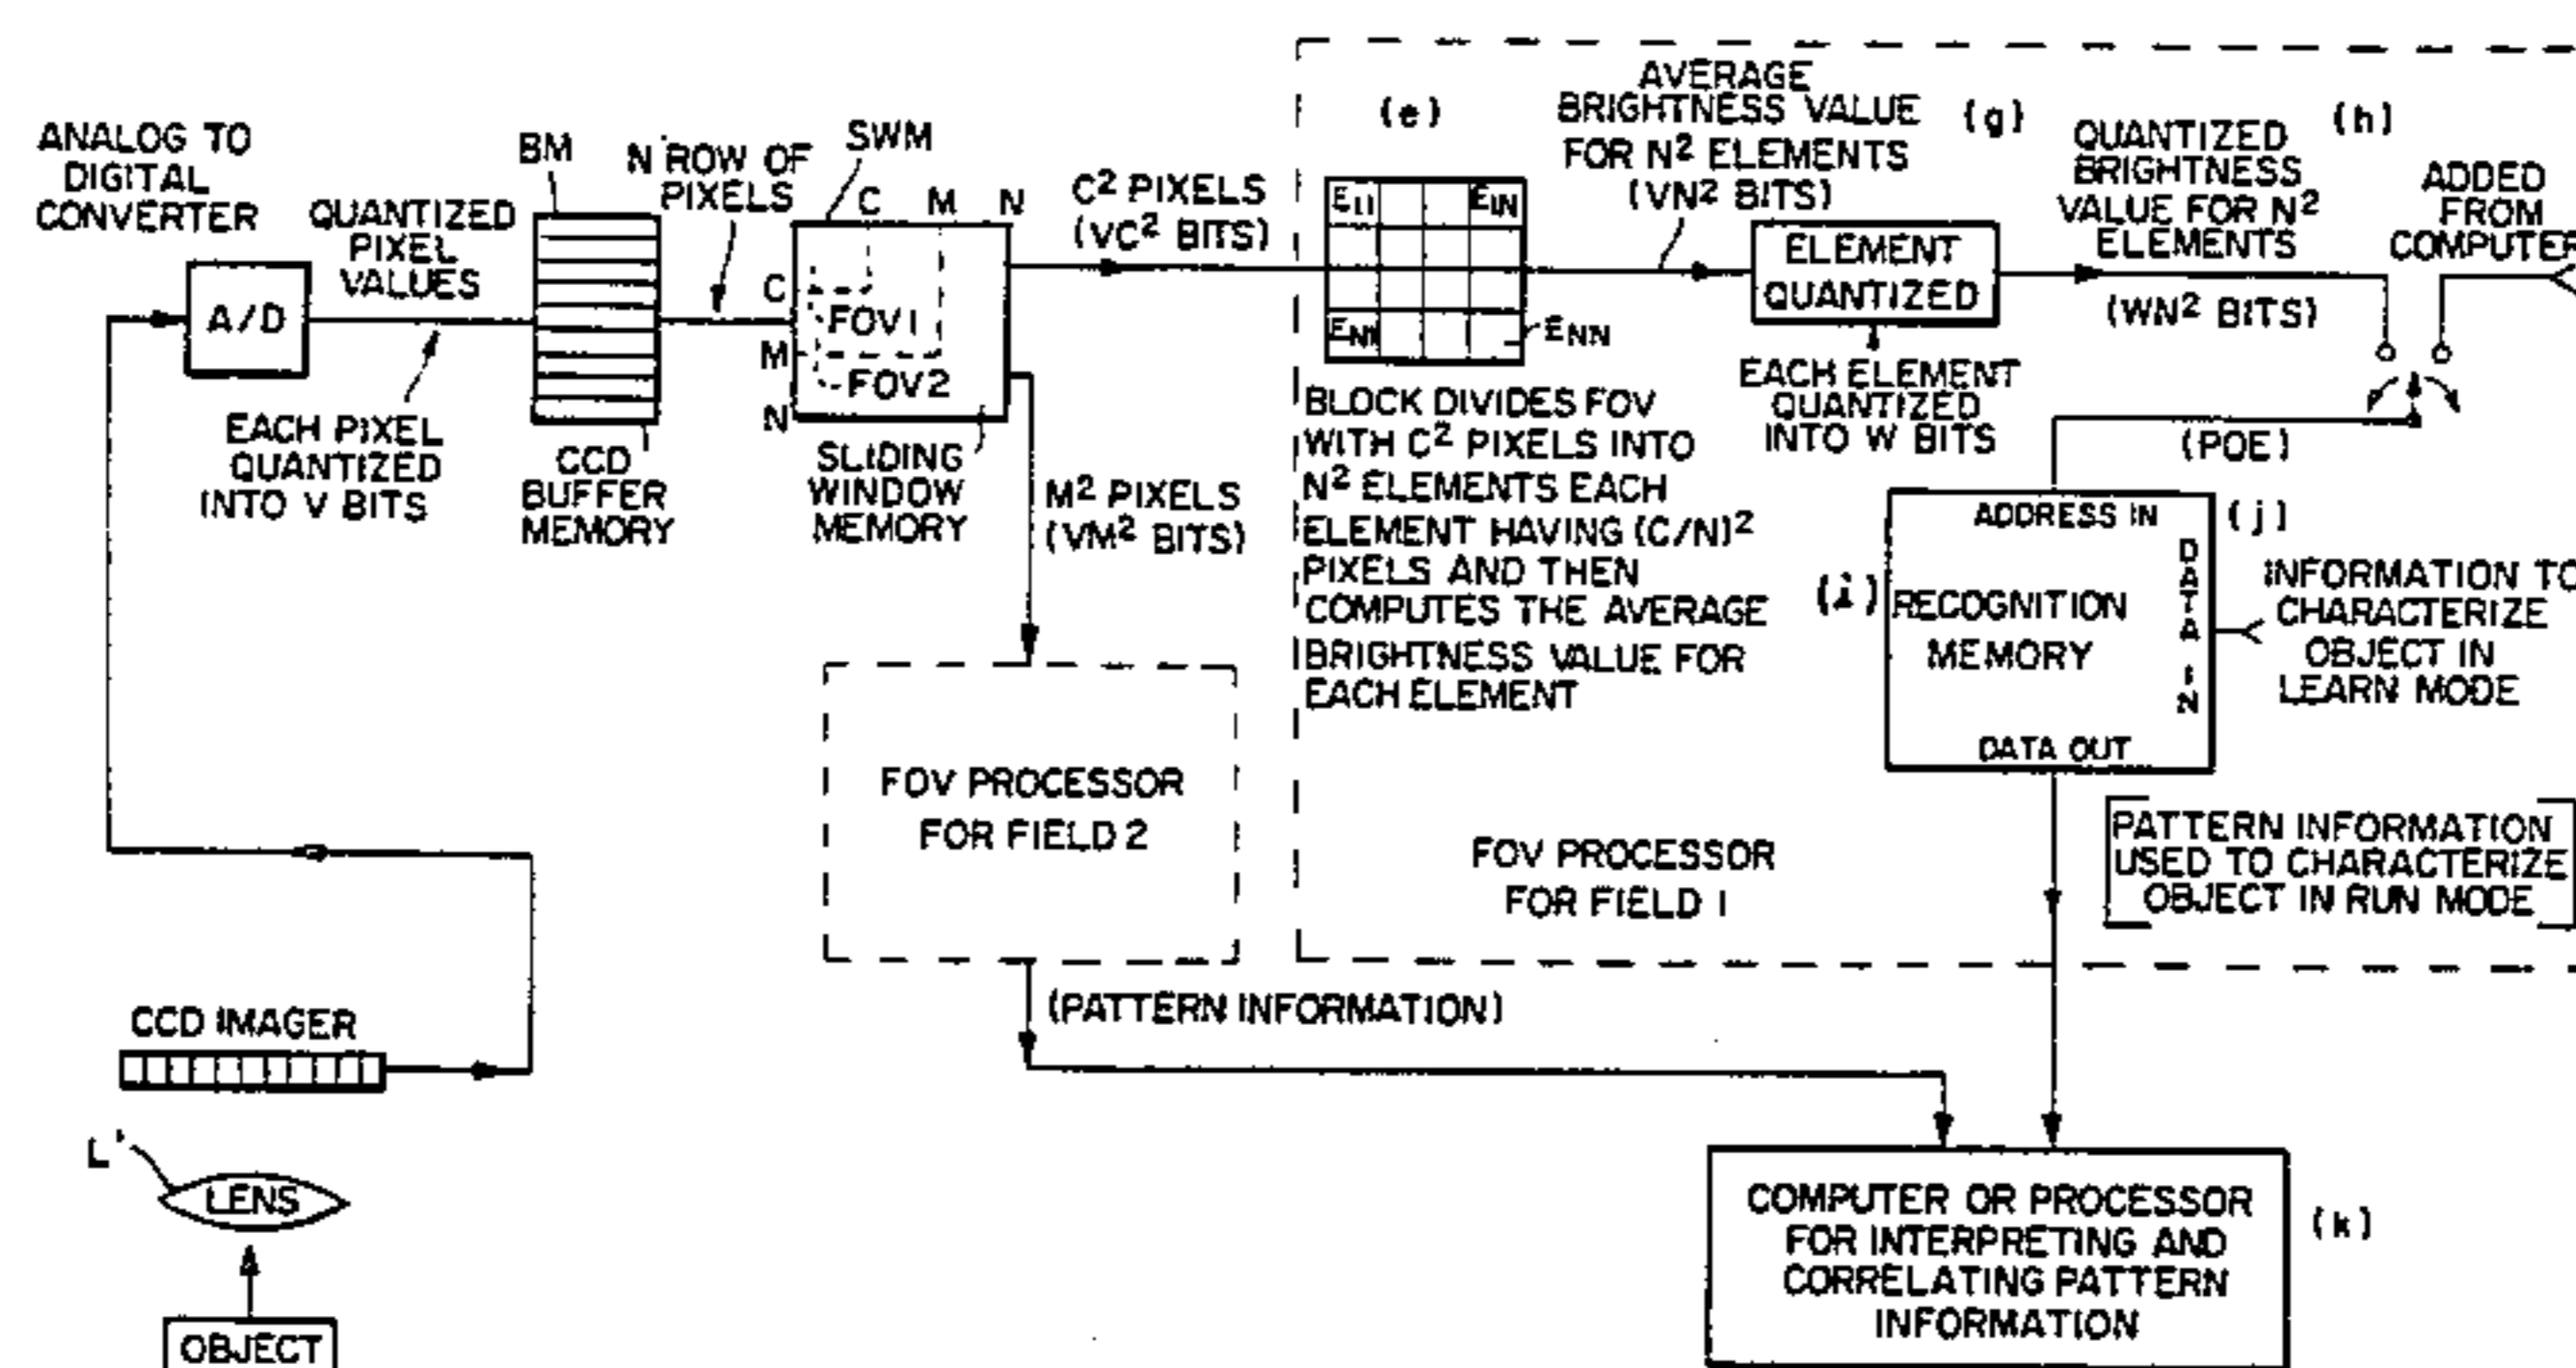 ANALOG TO
DIGITAL
CONVERTER
A/D
QUANTIZED
PIXEL
VALUES
EACH PIXEL
QUANTIZED
INTO V BITS
BM
CCD
BUFFER
MEMORY
N ROW OF
PIXELS
SWM
C M N
C
M
N
FOV1
FOV2
SLIDING
WINDOW
MEMORY
C² PIXELS
(VC² BITS)
M² PIXELS
(VM² BITS)
FOV PROCESSOR
FOR FIELD 2
(PATTERN INFORMATION)
(e)
E11 E1N
EN1
ENN
BLOCK DIVIDES FOV
WITH C² PIXELS INTO
N² ELEMENTS EACH
ELEMENT HAVING (C/N)²
PIXELS AND THEN
COMPUTES THE AVERAGE
BRIGHTNESS VALUE FOR
EACH ELEMENT
FOV PROCESSOR
FOR FIELD 1
AVERAGE
BRIGHTNESS VALUE
FOR N² ELEMENTS
(VN² BITS)
(g)
ELEMENT
QUANTIZED
EACH ELEMENT
QUANTIZED
INTO W BITS
QUANTIZED
BRIGHTNESS
VALUE FOR N²
ELEMENTS
(WN² BITS)
(h)
ADDED
FROM
COMPUTER
(POE)
(i)
ADDRESS IN
RECOGNITION
MEMORY
DATA IN
DATA OUT
(j)
INFORMATION TO
CHARACTERIZE
OBJECT IN
LEARN MODE
PATTERN INFORMATION
USED TO CHARACTERIZE
OBJECT IN RUN MODE
CCD IMAGER
L'
LENS
OBJECT
COMPUTER OR PROCESSOR
FOR INTERPRETING AND
CORRELATING PATTERN
INFORMATION
(k)